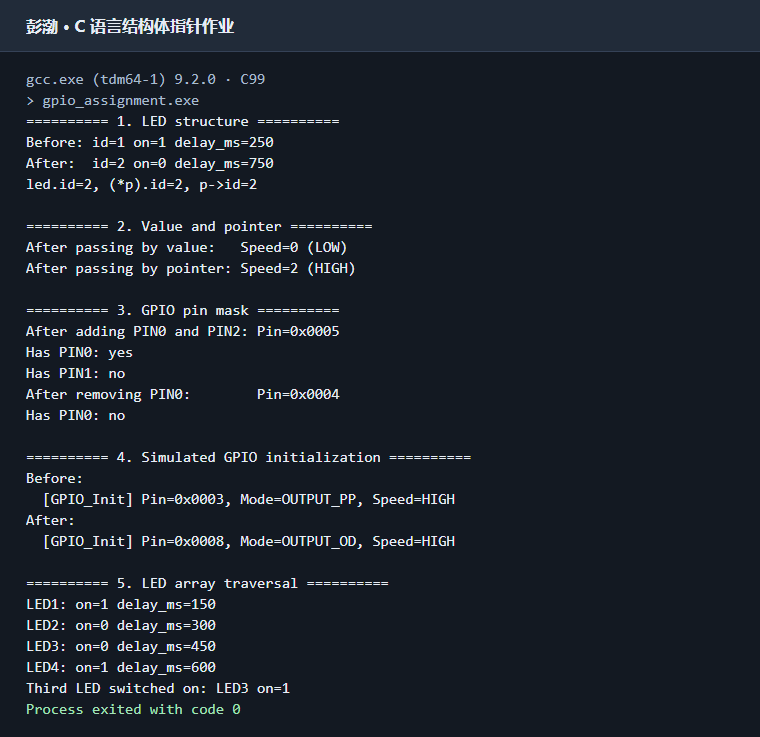 彭渤 • C 语言结构体指针作业
gcc.exe (tdm64-1) 9.2.0 · C99
> gpio_assignment.exe
========== 1. LED structure ==========
Before: id=1 on=1 delay_ms=250
After:  id=2 on=0 delay_ms=750
led.id=2, (*p).id=2, p->id=2
========== 2. Value and pointer ==========
After passing by value:   Speed=0 (LOW)
After passing by pointer: Speed=2 (HIGH)
========== 3. GPIO pin mask ==========
After adding PIN0 and PIN2: Pin=0x0005
Has PIN0: yes
Has PIN1: no
After removing PIN0:        Pin=0x0004
Has PIN0: no
========== 4. Simulated GPIO initialization ==========
Before:
  [GPIO_Init] Pin=0x0003, Mode=OUTPUT_PP, Speed=HIGH
After:
  [GPIO_Init] Pin=0x0008, Mode=OUTPUT_OD, Speed=HIGH
========== 5. LED array traversal ==========
LED1: on=1 delay_ms=150
LED2: on=0 delay_ms=300
LED3: on=0 delay_ms=450
LED4: on=1 delay_ms=600
Third LED switched on: LED3 on=1
Process exited with code 0